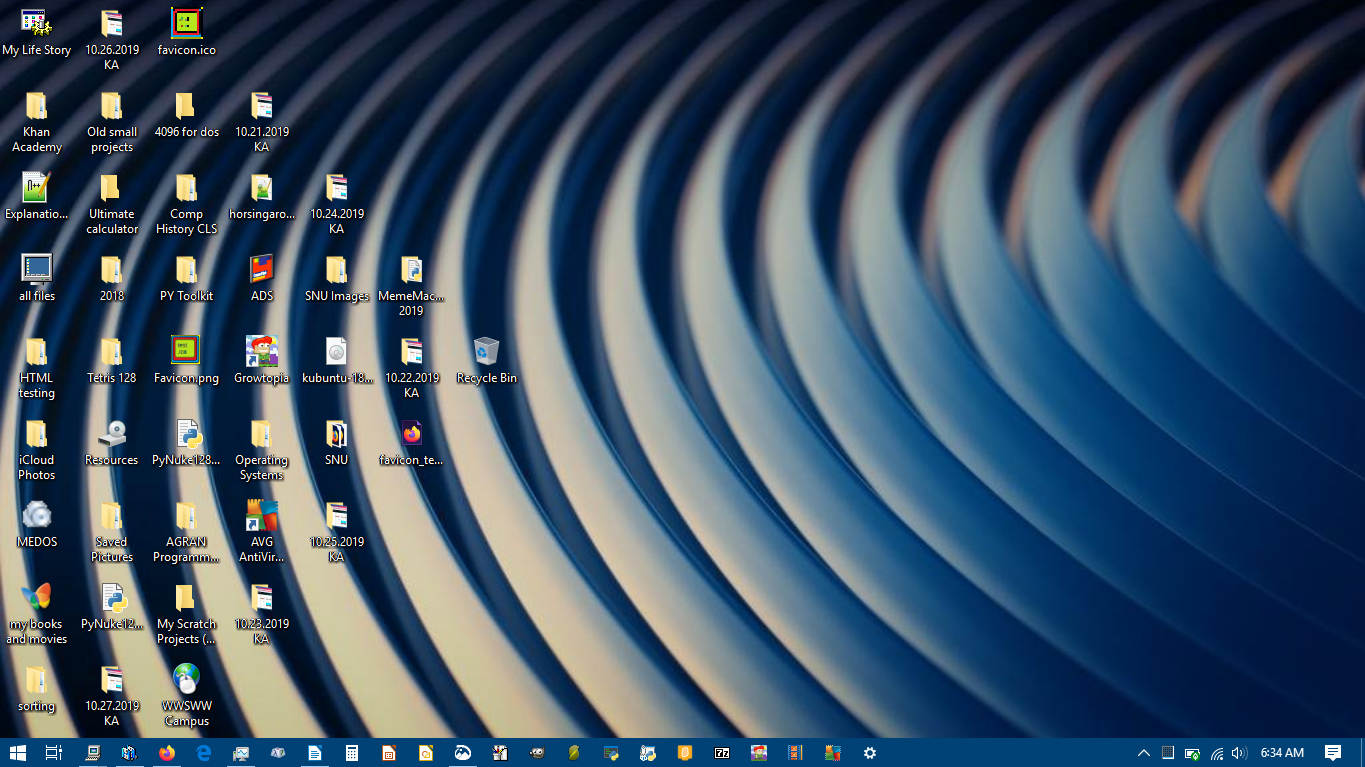 My Life Story
10.26.2019
KA
favicon.ico
Khan
Academy
Old small
projects
4096 for dos
10.21.2019
KA
Explanatio...
Ultimate
calculator
Comp
History CLS
horsingaro...
10.24.2019
KA
all files
2018
PY Toolkit
ADS
SNU Images
MemeMac...
2019
HTML
testing
Tetris 128
Favicon.png
Growtopia
kubuntu-18...
10.22.2019
KA
Recycle Bin
iCloud
Photos
Resources
PyNuke128...
Operating
Systems
SNU
favicon_te...
MEDOS
Saved
Pictures
AGRAN
Programm...
AVG
AntiVir...
10.25.2019
KA
my books
and movies
PyNuke12...
My Scratch
Projects (...
10.23.2019
KA
sorting
10.27.2019
KA
WWSWW
Campus
7z
6:34 AM